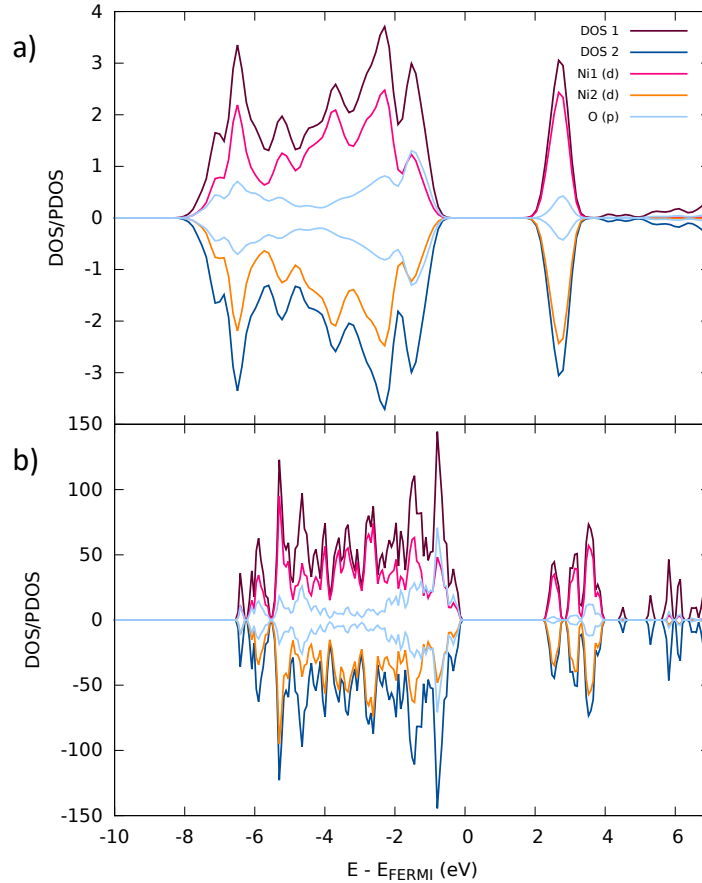 a)
DOS/PDOS
4
3
2
1
0
-1
-2
-3
DOS 1
DOS 2
Ni1 (d)
Ni2 (d)
O (p)
b)
DOS/PDOS
150
100
50
0
-50
-100
-150
-10 -8 -6 -4 -2 0 2 4 6
E - EFERMI (eV)